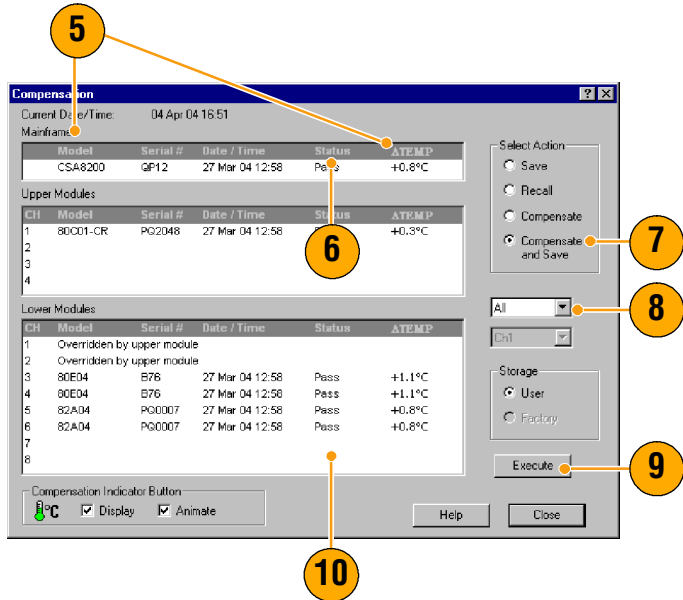 5
Compensation
Current Date/Time: 04 Apr 04 16:51
Mainframe
Model Serial # Date / Time Status ΔTEMP
CSA8200 QP12 27 Mar 04 12:58 Pass +0.8°C
Upper Modules
CH Model Serial # Date / Time Status ΔTEMP
1 80C01-CR PQ2048 27 Mar 04 12:58 +0.3°C
2
3
4
6
Lower Modules
CH Model Serial # Date / Time Status ΔTEMP
1 Overridden by upper module
2 Overridden by upper module
3 80E04 B76 27 Mar 04 12:58 Pass +1.1°C
4 80E04 B76 27 Mar 04 12:58 Pass +1.1°C
5 82A04 PQ0007 27 Mar 04 12:58 Pass +0.8°C
6 82A04 PQ0007 27 Mar 04 12:58 Pass +0.8°C
7
8
Select Action
Save
Recall
Compensate
Compensate
and Save
7
All
8
Ch1
Storage
User
Factory
Execute
9
Compensation Indicator Button
°C Display Animate
Help
Close
10